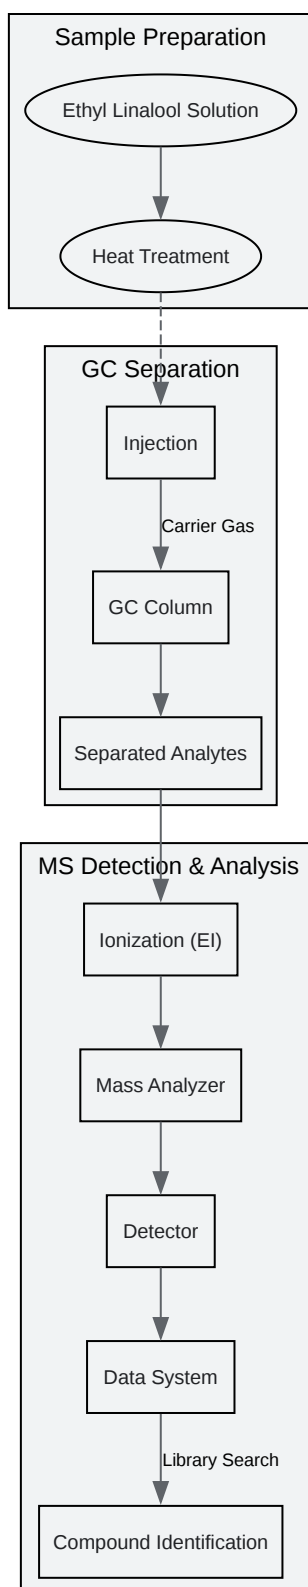 Sample Preparation
Ethyl Linalool Solution
Heat Treatment
GC Separation
Injection
Carrier Gas
GC Column
Separated Analytes
MS Detection & Analysis
Ionization (EI)
Mass Analyzer
Detector
Data System
Library Search
Compound Identification